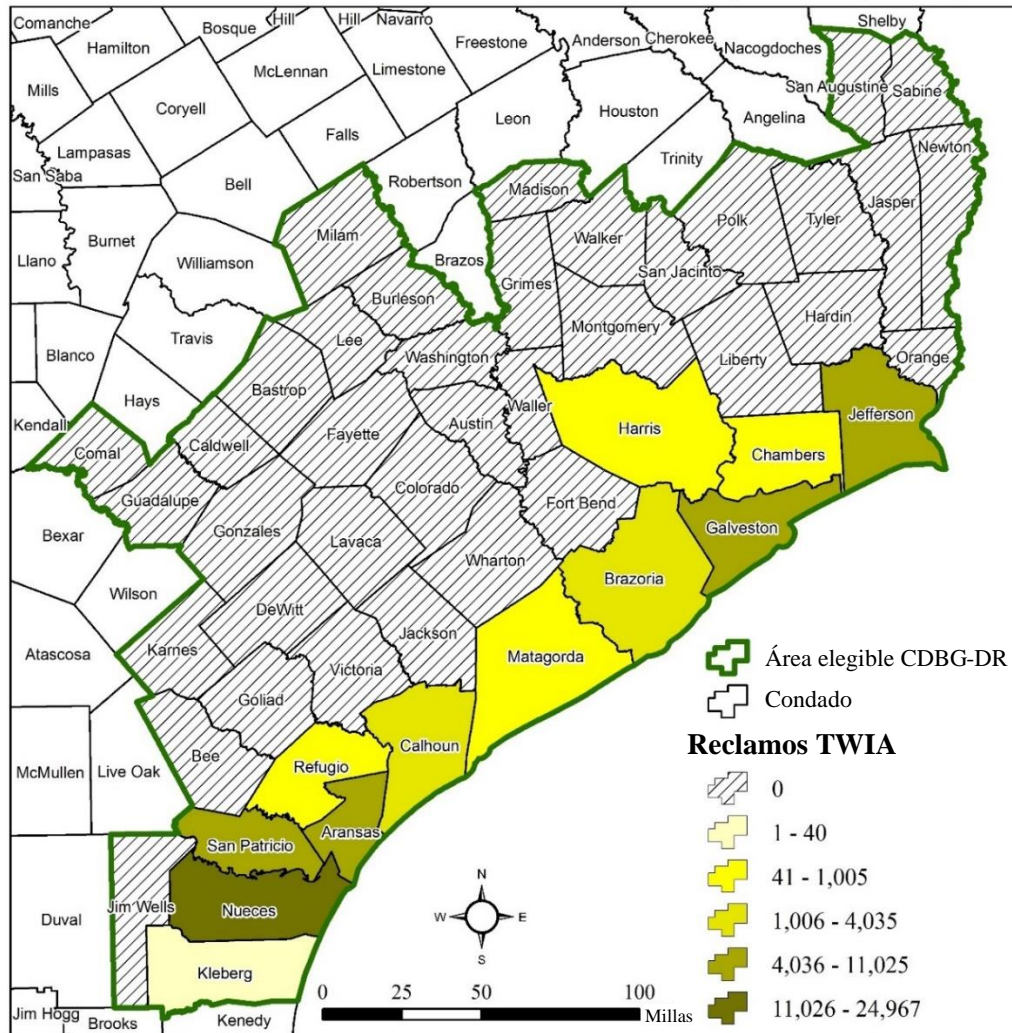 Comanche
Bosque
Hill
Hill
Navarro
Shelby
Hamilton
Freestone
Anderson
Cherokee
Nacogdoches
McLennan
Limestone
Mills
San Augustine
Sabine
Coryell
Leon
Houston
Angelina
Falls
Lampasas
Trinity
Newton
San Saba
Bell
Robertson
Madison
Jasper
Milam
Polk
Tyler
Burnet
Walker
Llano
Williamson
Brazos
San Jacinto
Grimes
Burleson
Hardin
Travis
Montgomery
Lee
Liberty
Blanco
Washington
Orange
Bastrop
Hays
Waller
Jefferson
Kendall
Austin
Caldwell
Fayette
Harris
Comal
Chambers
Colorado
Guadalupe
Fort Bend
Bexar
Gonzales
Galveston
Lavaca
Wharton
Brazoria
Wilson
DeWitt
Jackson
Atascosa
Karnes
Matagorda
Victoria
Goliad
Calhoun
Bee
McMullen
Live Oak
Refugio
Aransas
San Patricio
Duval
Jim Wells
Nueces
Kleberg
Jim Hogg
Brooks
Kenedy
N
W
E
S
0
25
50
100
Millas
Área elegible CDBG-DR
Condado
Reclamos TWIA
0
1 - 40
41 - 1,005
1,006 - 4,035
4,036 - 11,025
11,026 - 24,967